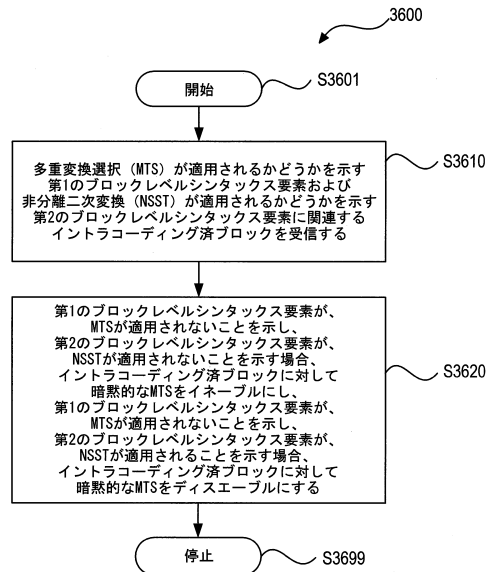 3600
開始
S3601
多重変換選択（MTS）が適用されるかどうかを示す
第1のブロックレベルシンタックス要素および
非分離二次変換（NSST）が適用されるかどうかを示す
第2のブロックレベルシンタックス要素に関連する
イントラコーディング済ブロックを受信する
S3610
第1のブロックレベルシンタックス要素が、
MTSが適用されないことを示し、
第2のブロックレベルシンタックス要素が、
NSSTが適用されないことを示す場合、
イントラコーディング済ブロックに対して
暗黙的なMTSをイネーブルにし、
第1のブロックレベルシンタックス要素が、
MTSが適用されないことを示し、
第2のブロックレベルシンタックス要素が、
NSSTが適用されることを示す場合、
イントラコーディング済ブロックに対して
暗黙的なMTSをディスエーブルにする
S3620
停止
S3699